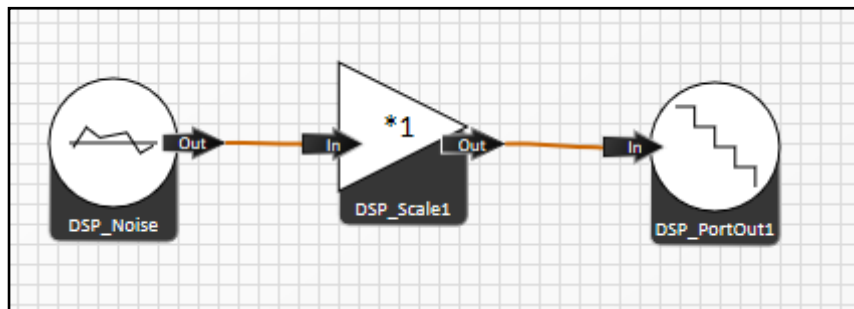 Out
DSP_Noise
In
*1
Out
DSP_Scale1
In
DSP_PortOut1